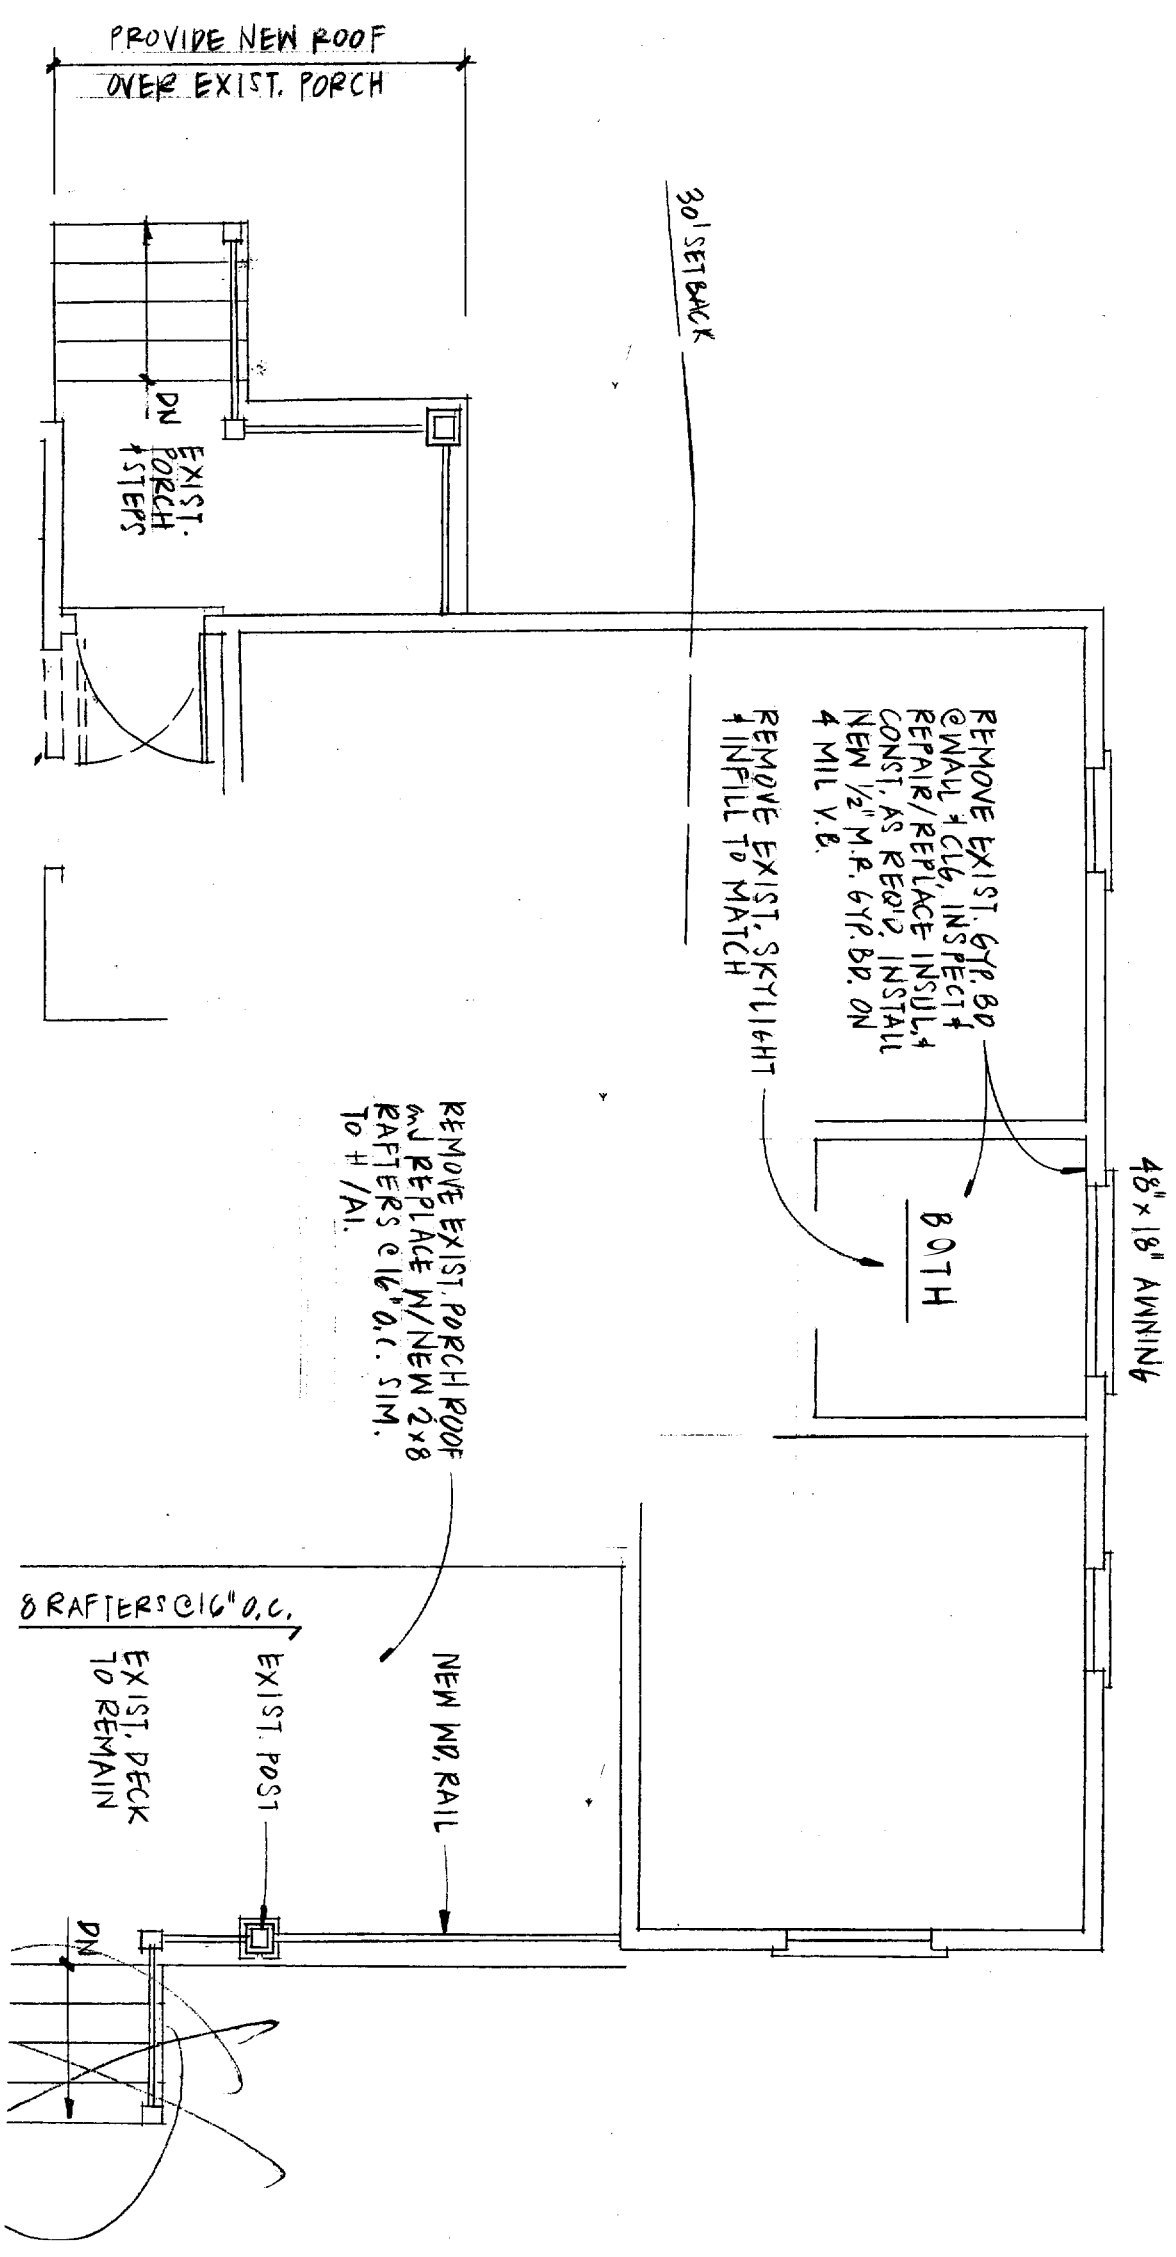 PROVIDE NEW ROOF
OVER EXIST. PORCH
30' SETBACK
DN
EXIST.
PORCH
& STEPS
REMOVE EXIST. GYP. BD
@ WALL & CLG. INSPECT &
REPAIR/REPLACE INSUL. &
CONST. AS REQ'D. INSTALL
NEW 1/2" M.R. GYP. BD. ON
4 MIL V.B.
REMOVE EXIST. SKYLIGHT
& INFILL TO MATCH
48" x 18" AWNING
BATH
REMOVE EXIST. PORCH ROOF
and REPLACE W/ NEW 2x8
RAFTERS @ 16" O.C. SIM.
TO H /A1.
8 RAFTERS @ 16" O.C.
NEW WD. RAIL
EXIST. POST
EXIST. DECK
TO REMAIN
DN